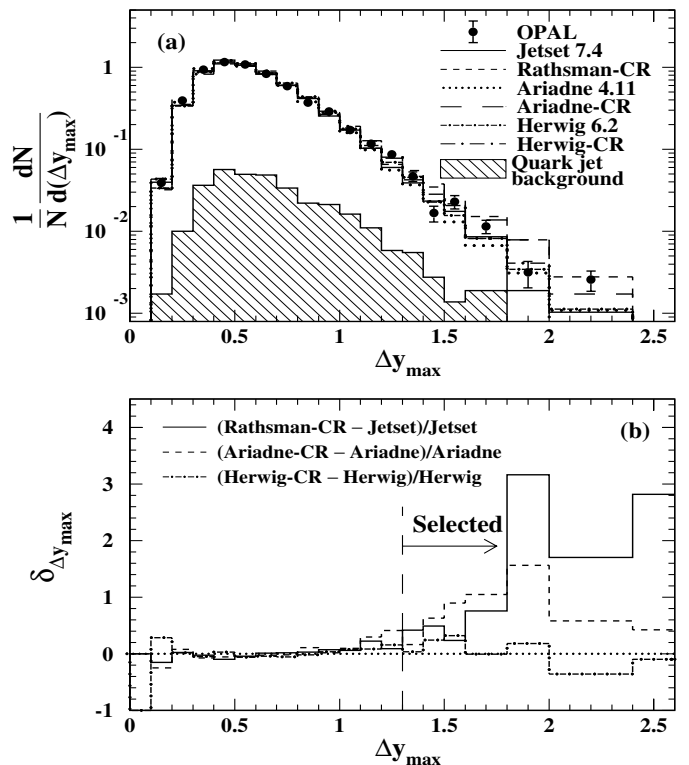 (a)
OPAL
Jetset 7.4
Rathsman-CR
Ariadne 4.11
Ariadne-CR
Herwig 6.2
Herwig-CR
Quark jet
background
1
10⁻¹
10⁻²
10⁻³
1/N dN/d(Δy_max)
0 0.5 1 1.5 2 2.5
Δy_max
(b)
(Rathsman-CR – Jetset)/Jetset
(Ariadne-CR – Ariadne)/Ariadne
(Herwig-CR – Herwig)/Herwig
Selected
4
3
2
1
0
-1
δ_Δy_max
0 0.5 1 1.5 2 2.5
Δy_max